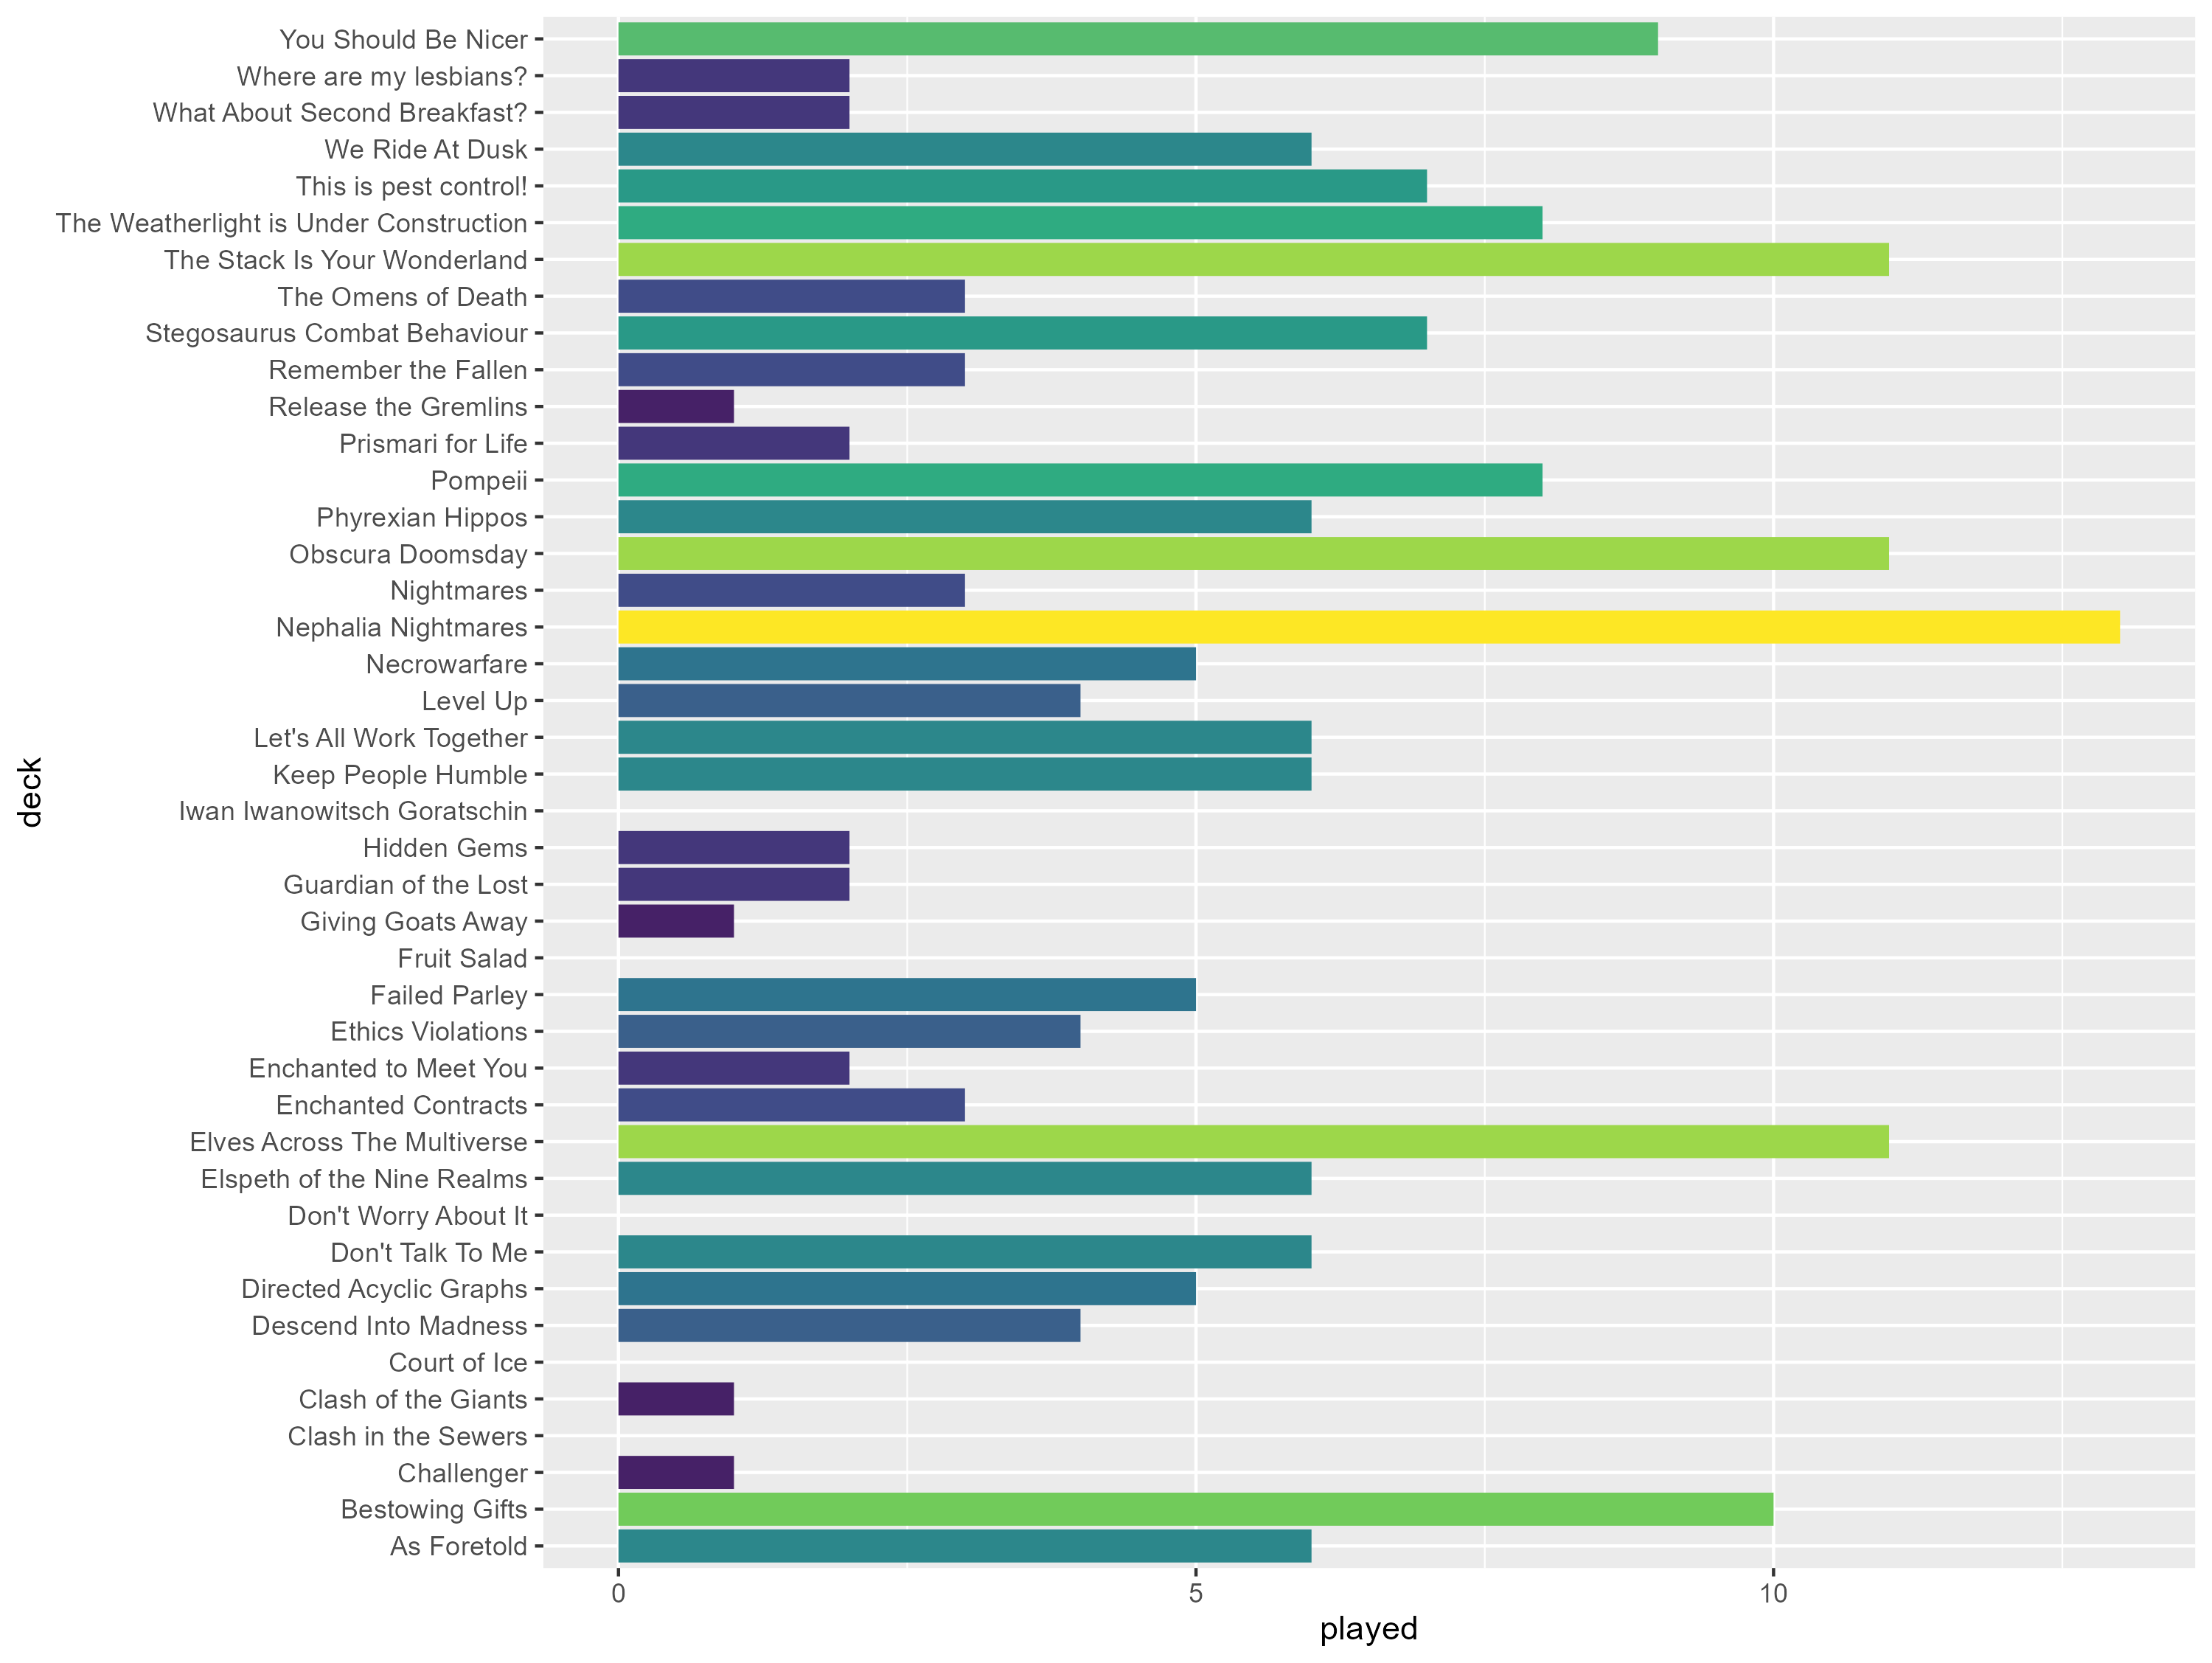 You Should Be Nicer
Where are my lesbians?
What About Second Breakfast?
We Ride At Dusk
This is pest control!
The Weatherlight is Under Construction
The Stack Is Your Wonderland
The Omens of Death
Stegosaurus Combat Behaviour
Remember the Fallen
Release the Gremlins
Prismari for Life
Pompeii
Phyrexian Hippos
Obscura Doomsday
Nightmares
Nephalia Nightmares
Necrowarfare
Level Up
Let's All Work Together
Keep People Humble
Iwan Iwanowitsch Goratschin
Hidden Gems
Guardian of the Lost
Giving Goats Away
Fruit Salad
Failed Parley
Ethics Violations
Enchanted to Meet You
Enchanted Contracts
Elves Across The Multiverse
Elspeth of the Nine Realms
Don't Worry About It
Don't Talk To Me
Directed Acyclic Graphs
Descend Into Madness
Court of Ice
Clash of the Giants
Clash in the Sewers
Challenger
Bestowing Gifts
As Foretold
deck
0 5 10
played